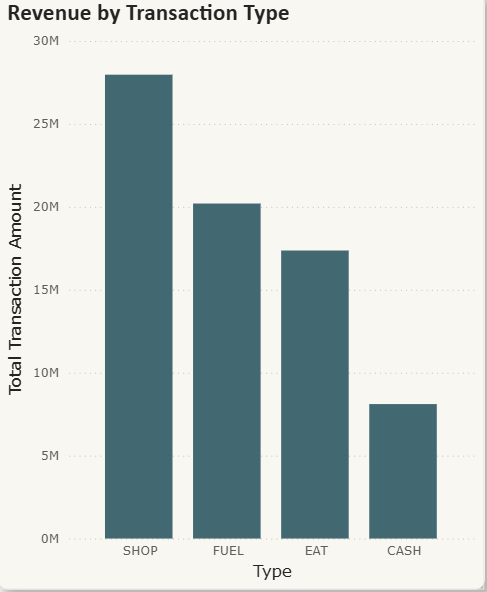 Revenue by Transaction Type
30M
25M
20M
15M
10M
5M
0M
Total Transaction Amount
SHOP FUEL EAT CASH
Type